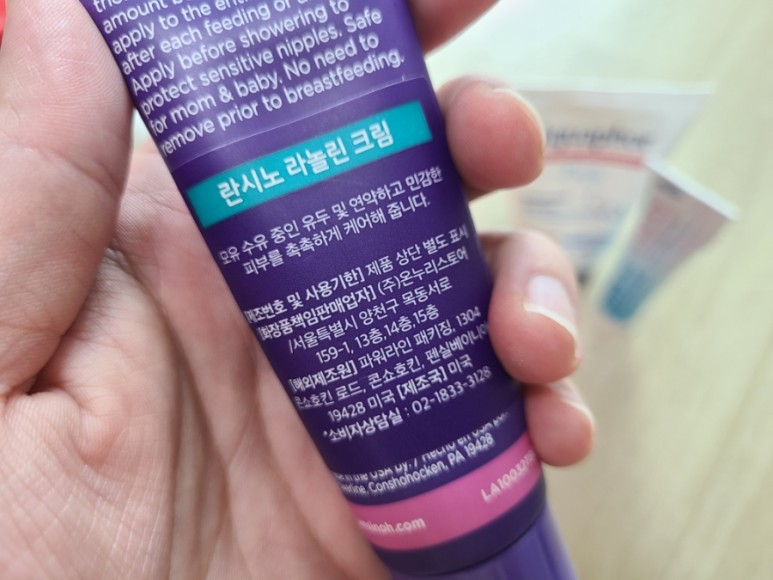 amount
apply to the
after each feeding or
Apply before showering to
protect sensitive nipples. Safe
for mom & baby. No need to
remove prior to breastfeeding.
란시노 라놀린 크림
모유 수유 중인 유두 및 연약하고 민감한
피부를 촉촉하게 케어해 줍니다.
[제조번호 및 사용기한] 제품 상단 별도 표시
[화장품책임판매업자] (주)온누리스토어
/서울특별시 양천구 목동서로
159-1, 13층,14층,15층
[해외제조원] 파워라인 패키징, 1304
콘쇼호킨 로드, 콘쇼호킨, 펜실베이니아
19428 미국 [제조국] 미국
*소비자상담실 : 02-1833-3128
in the USA by. / Hecho en USA
Conshohocken, PA 19428
LA10032
.com